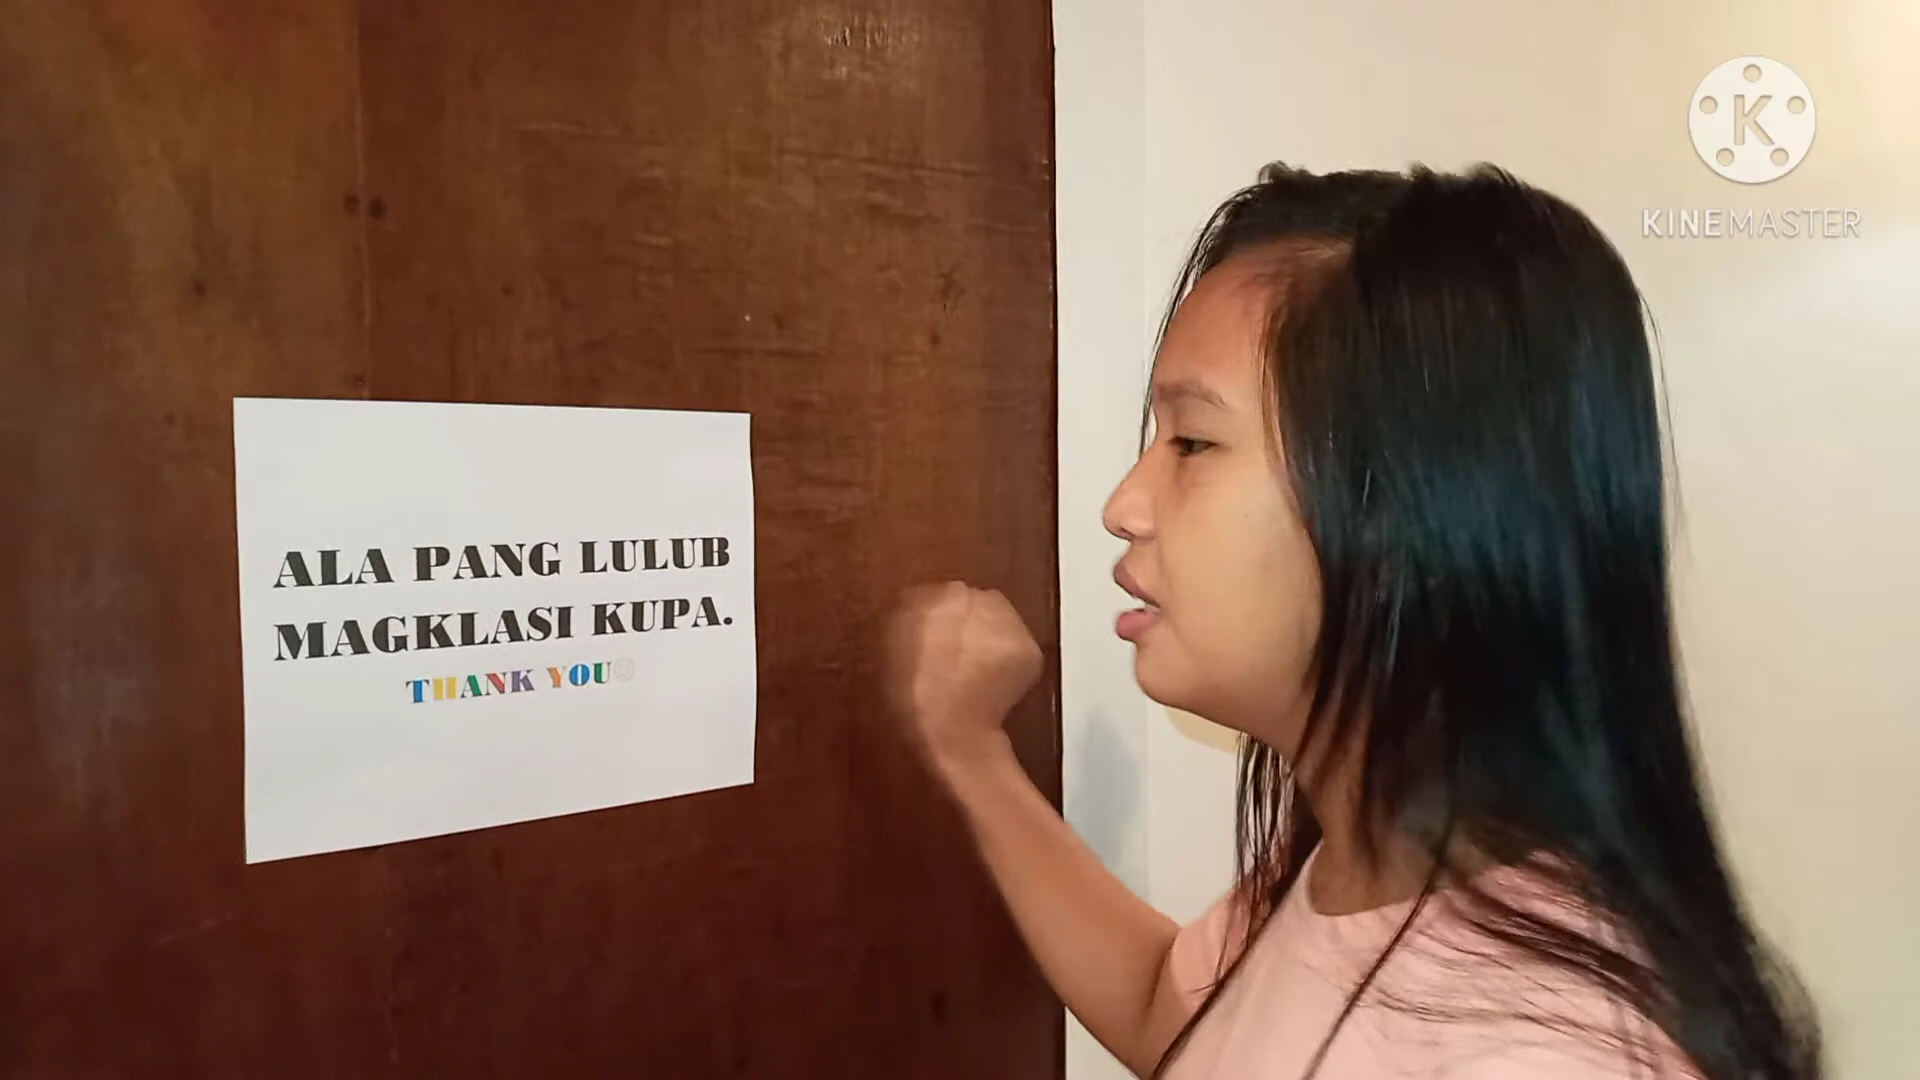 ALA PANG LULUB
MAGKLASI KUPA.
THANK YOU☺
K
KINEMASTER